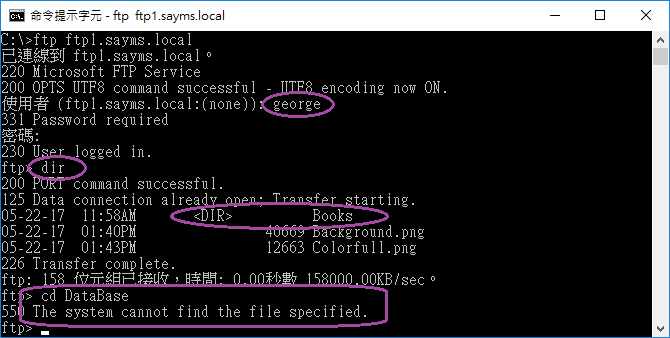 命令提示字元 - ftp ftp1.sayms.local
C:\>ftp ftp1.sayms.local
已連線到 ftp1.sayms.local。
220 Microsoft FTP Service
200 OPTS UTF8 command successful - UTF8 encoding now ON.
使用者 (ftp1.sayms.local:(none)): george
331 Password required
密碼:
230 User logged in.
ftp> dir
200 PORT command successful.
125 Data connection already open; Transfer starting.
05-22-17 11:58AM <DIR> Books
05-22-17 01:40PM 40669 Background.png
05-22-17 01:43PM 12663 Colorfull.png
226 Transfer complete.
ftp: 158 位元組已接收，時間: 0.00秒數 158000.00KB/sec。
ftp> cd DataBase
550 The system cannot find the file specified.
ftp>